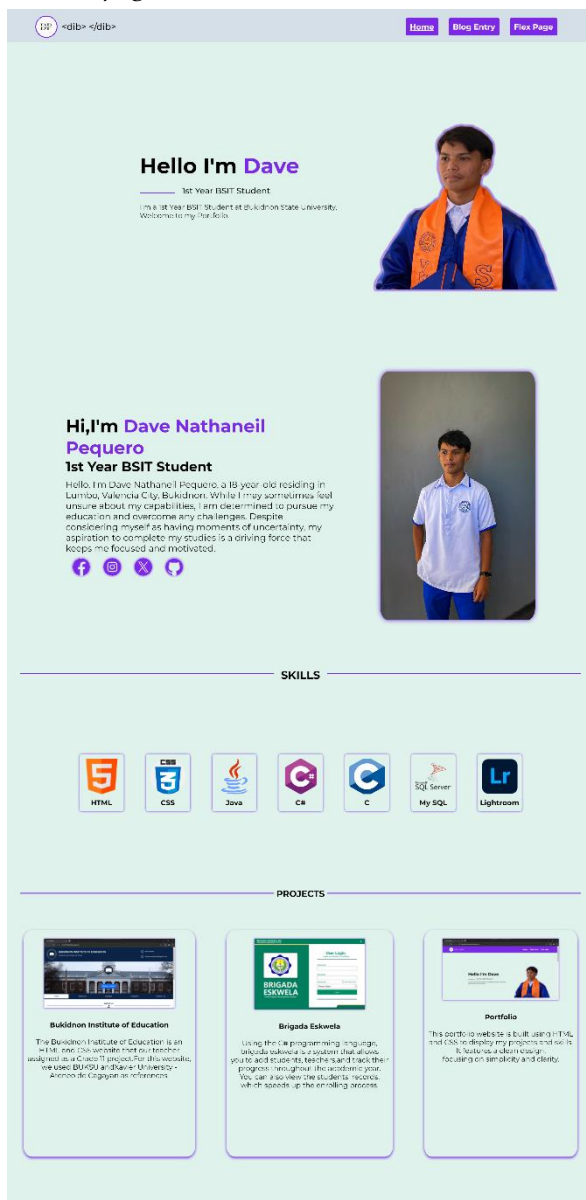 BP <dib> </dib> Home Blog Entry Flex Page
Hello I'm Dave
1st Year BSIT Student
I'm a 1st Year BSIT Student at Bukidnon State University.
Welcome to my Portfolio.
Hi,I'm Dave Nathaneil
Pequero
1st Year BSIT Student
Hello. I'm Dave Nathaneil Pequero, a 18-year-old residing in
Lumbo, Valencia City, Bukidnon. While I may sometimes feel
unsure about my capabilities, I am determined to pursue my
education and overcome any challenges. Despite
considering myself as having moments of uncertainty, my
aspiration to complete my studies is a driving force that
keeps me focused and motivated.
SKILLS
CSS
SQL Server
Lr
HTML CSS Java C# C My SQL Lightroom
PROJECTS
BUKIDNON INSTITUTE OF EDUCATION
User Login
BRIGADA
ESKWELA
Hello I'm Dave
Bukidnon Institute of Education
The Bukidnon Institute of Education is an
HTML and CSS website that our teacher
assigned as a Grade 11 project.For this website,
we used BUKSU andXavier University -
Ateneo de Cagayan as references.
Brigada Eskwela
Using the C# programming language,
brigada eskwela is a system that allows
you to add students, teachers,and track their
progress throughout the academic year.
You can also view the students records,
which speeds up the enrolling process
Portfolio
This portfolio website is built using HTML
and CSS to display my projects and skills.
It features a clean design,
focusing on simplicity and clarity.